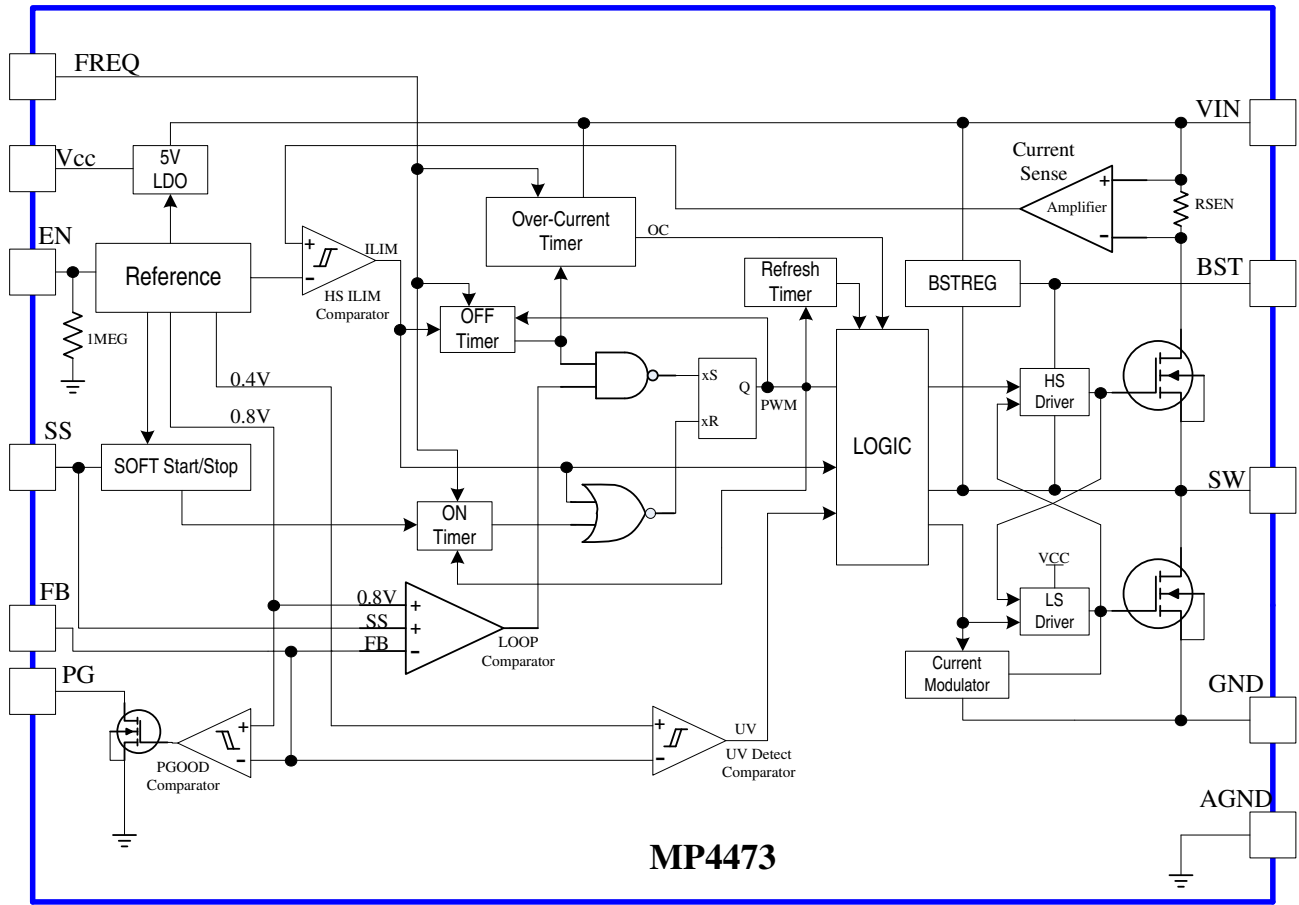 FREQ
VIN
Vcc
5V
LDO
Current
Sense
+
Amplifier
-
RSEN
Over-Current
Timer
OC
EN
Reference
+
-
ILIM
HS ILIM
Comparator
Refresh
Timer
BSTREG
BST
1MEG
OFF
Timer
0.4V
0.8V
xS
Q
xR
PWM
HS
Driver
LOGIC
SS
SOFT Start/Stop
SW
ON
Timer
VCC
LS
Driver
FB
0.8V
+
SS
+
FB
-
LOOP
Comparator
Current
Modulator
PG
GND
+
-
PGOOD
Comparator
+
-
UV
UV Detect
Comparator
AGND
MP4473